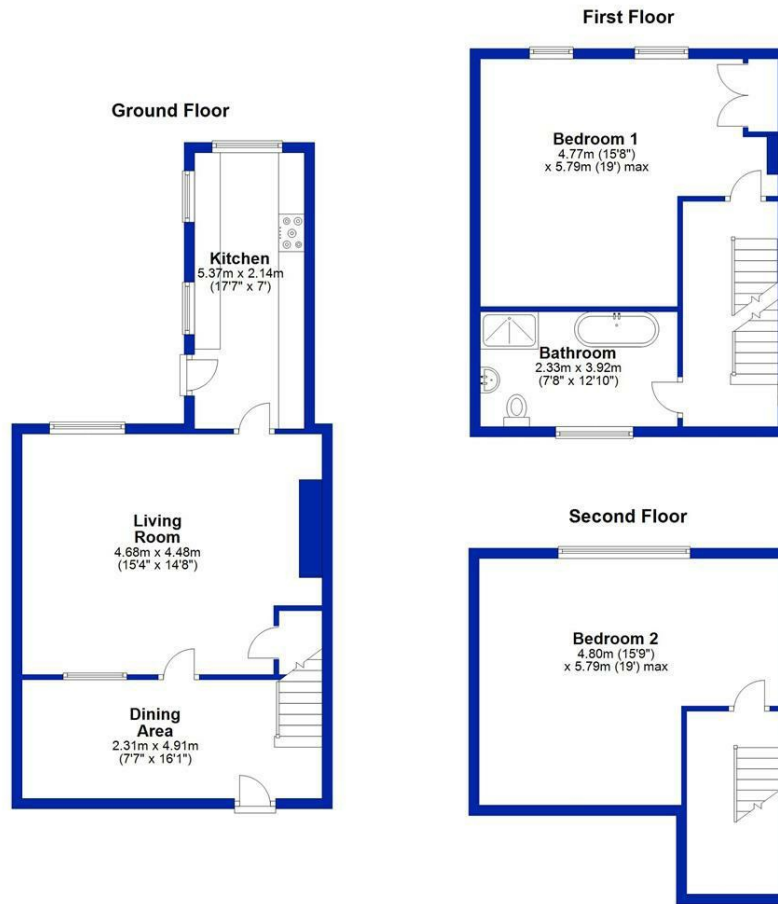 Ground Floor
Kitchen
5.37m x 2.14m
(17'7" x 7')
Living
Room
4.68m x 4.48m
(15'4" x 14'8")
Dining
Area
2.31m x 4.91m
(7'7" x 16'1")
First Floor
Bedroom 1
4.77m (15'8")
x 5.79m (19') max
Bathroom
2.33m x 3.92m
(7'8" x 12'10")
Second Floor
Bedroom 2
4.80m (15'9")
x 5.79m (19') max